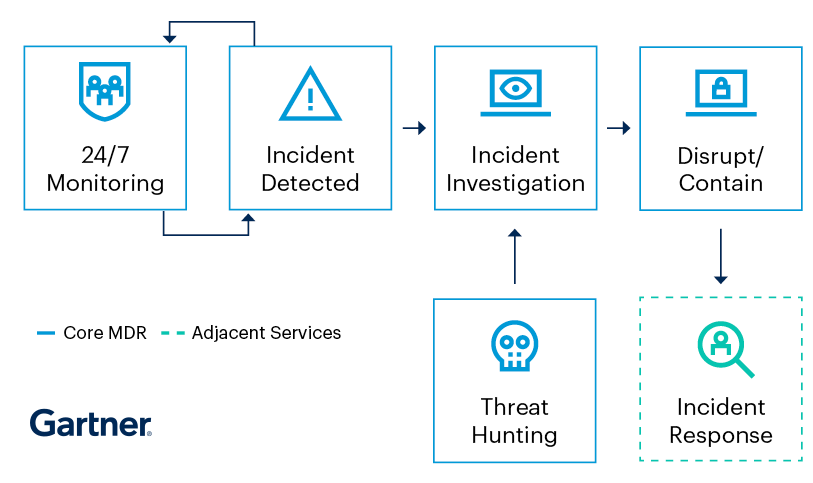 24/7
Monitoring
Incident
Detected
Incident
Investigation
Disrupt/
Contain
Core MDR
Adjacent Services
Threat
Hunting
Incident
Response
Gartner®